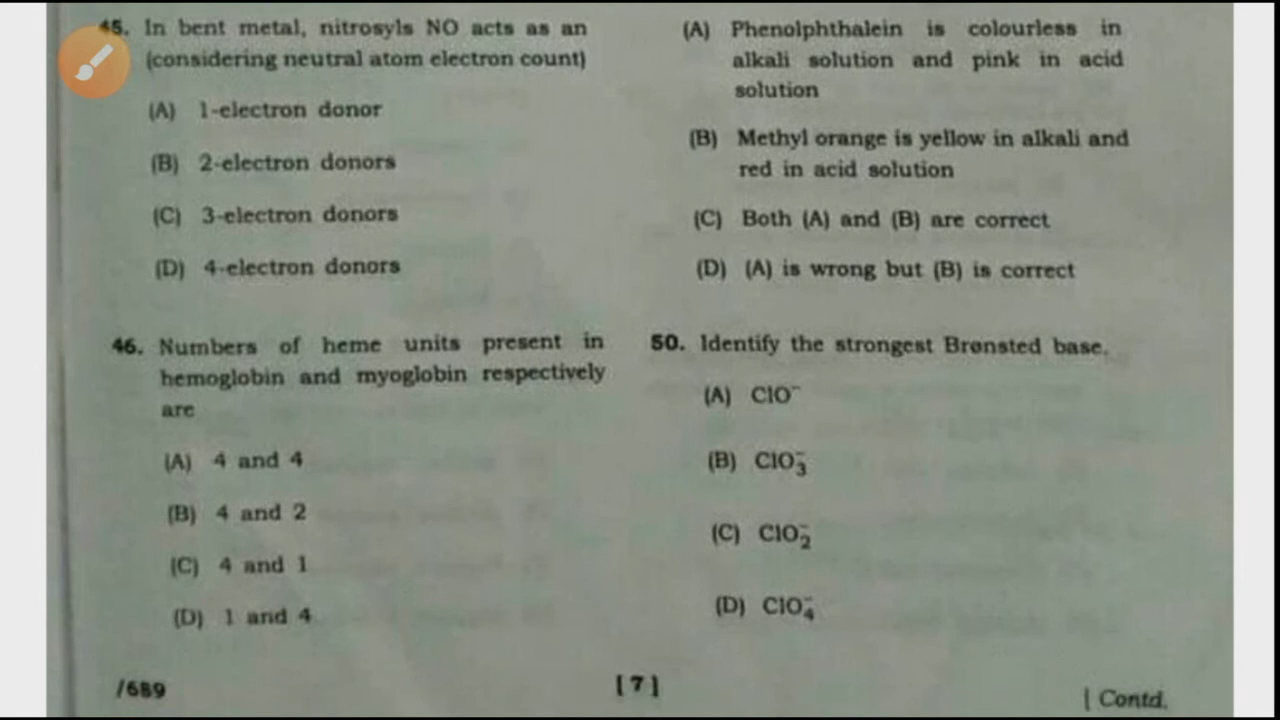 45. In bent metal, nitrosyls NO acts as an
(considering neutral atom electron count)
(A) 1-electron donor
(B) 2-electron donors
(C) 3-electron donors
(D) 4-electron donors
46. Numbers of heme units present in
hemoglobin and myoglobin respectively
are
(A) 4 and 4
(B) 4 and 2
(C) 4 and 1
(D) 1 and 4
/689
(A) Phenolphthalein is colourless in
alkali solution and pink in acid
solution
(B) Methyl orange is yellow in alkali and
red in acid solution
(C) Both (A) and (B) are correct
(D) (A) is wrong but (B) is correct
50. Identify the strongest Brønsted base.
(A) ClO⁻
(B) ClO₃⁻
(C) ClO₂⁻
(D) ClO₄⁻
[ 7 ]
[ Contd.